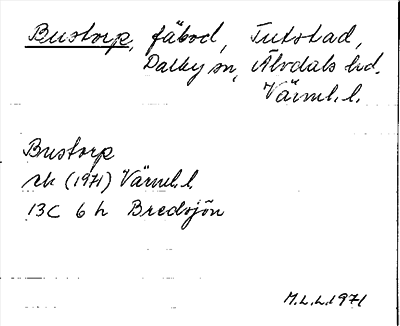 Bustorp, fäbod, Tutstad,
Dalby sn, Älvdals hd.
Värml. l.
Bustorp
ek (1971) Värml. l
13C 6h Bredsjön
M.L.L. 1971